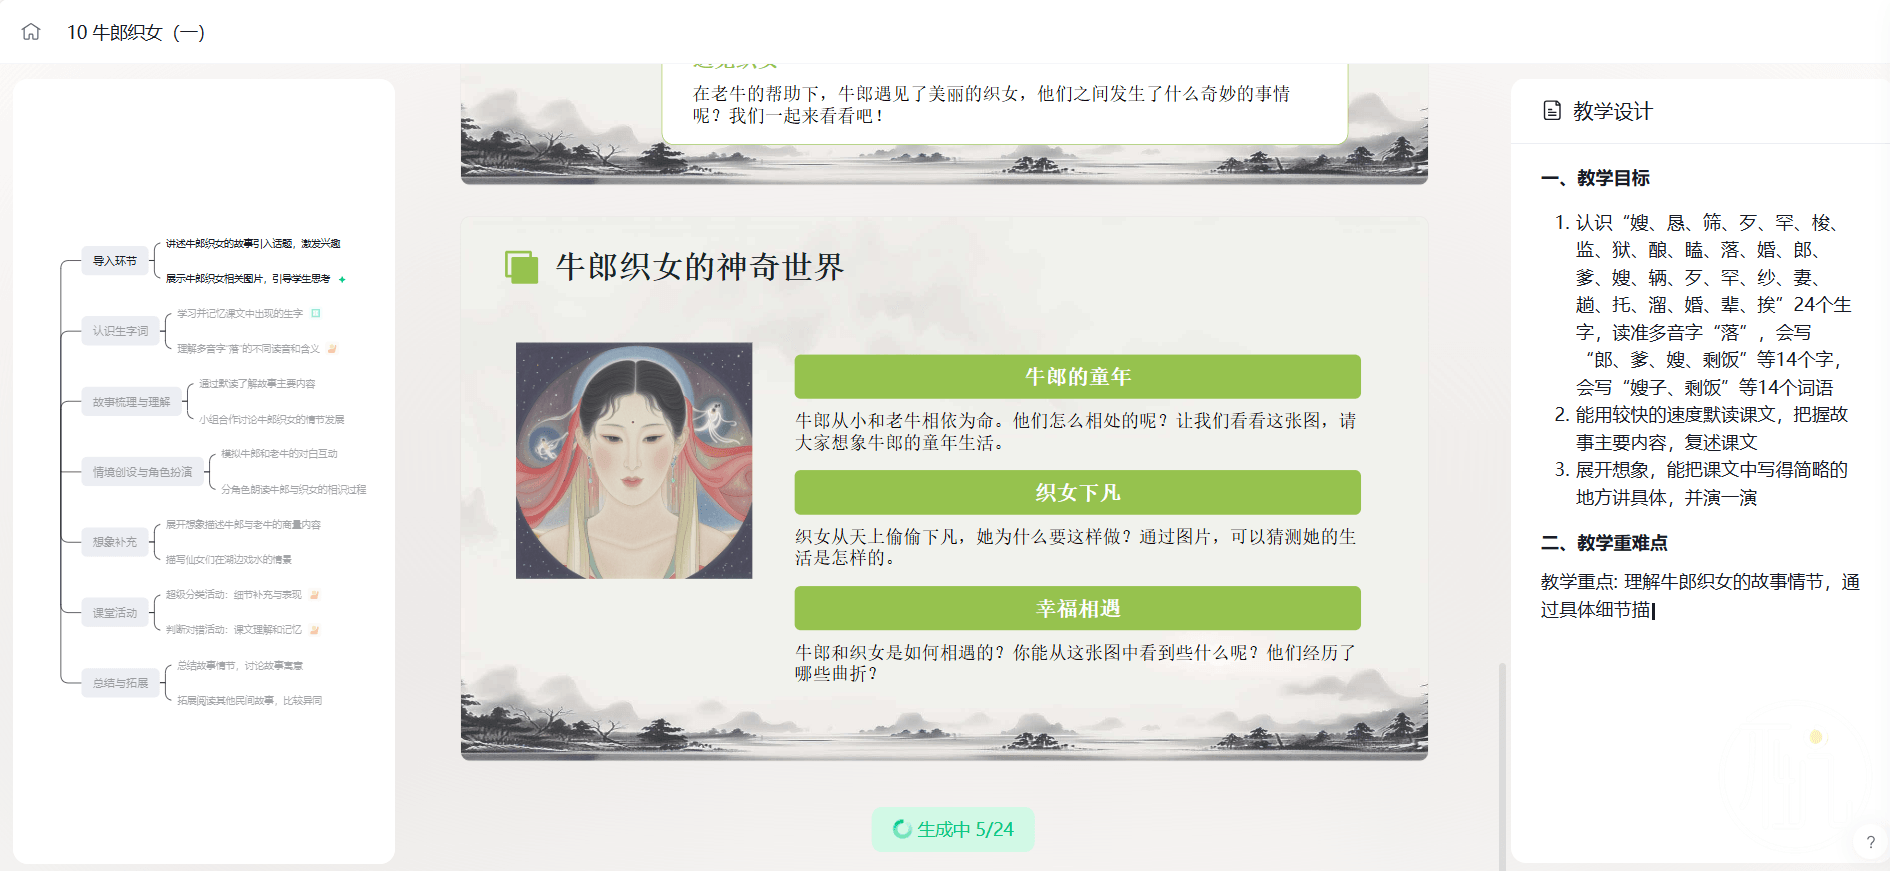 10 牛郎织女（一）
导入环节
讲述牛郎织女的故事引入话题，激发兴趣
展示牛郎织女相关图片，引导学生思考
认识生字词
学习并记忆课文中出现的生字
理解多音字“落”的不同读音和含义
故事梳理与理解
通过默读了解故事主要内容
小组合作讨论牛郎织女的情节发展
情境创设与角色扮演
模拟牛郎和老牛的对白互动
分角色朗读牛郎与织女的相识过程
想象补充
展开想象描述牛郎与老牛的商量内容
描写仙女们在湖边戏水的情景
课堂活动
超级分类活动：细节补充与表现
判断对错活动：课文理解和记忆
总结与拓展
总结故事情节，讨论故事寓意
拓展阅读其他民间故事，比较异同
遇见织女
在老牛的帮助下，牛郎遇见了美丽的织女，他们之间发生了什么奇妙的事情
呢？我们一起来看看吧！
牛郎织女的神奇世界
牛郎的童年
牛郎从小和老牛相依为命。他们怎么相处的呢？让我们看看这张图，请
大家想象牛郎的童年生活。
织女下凡
织女从天上偷偷下凡，她为什么要这样做？通过图片，可以猜测她的生
活是怎样的。
幸福相遇
牛郎和织女是如何相遇的？你能从这张图中看到些什么呢？他们经历了
哪些曲折？
生成中 5/24
教学设计
一、教学目标
1. 认识“嫂、恳、筛、歹、罕、梭、
监、狱、酿、瞌、落、婚、郎、
爹、嫂、辆、歹、罕、纱、妻、
趟、托、溜、婚、辈、挨”24个生
字，读准多音字“落”，会写
“郎、爹、嫂、剩饭”等14个字，
会写“嫂子、剩饭”等14个词语
2. 能用较快的速度默读课文，把握故
事主要内容，复述课文
3. 展开想象，能把课文中写得简略的
地方讲具体，并演一演
二、教学重难点
教学重点: 理解牛郎织女的故事情节，通
过具体细节描
?